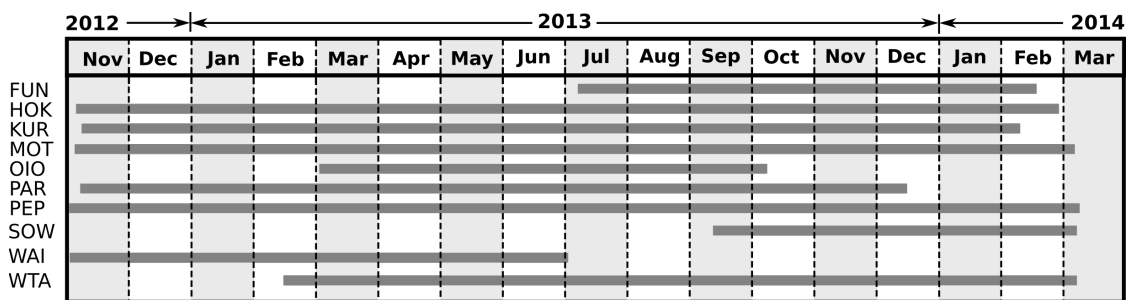 2012 2013 2014
Nov Dec Jan Feb Mar Apr May Jun Jul Aug Sep Oct Nov Dec Jan Feb Mar
FUN
HOK
KUR
MOT
OIO
PAR
PEP
SOW
WAI
WTA